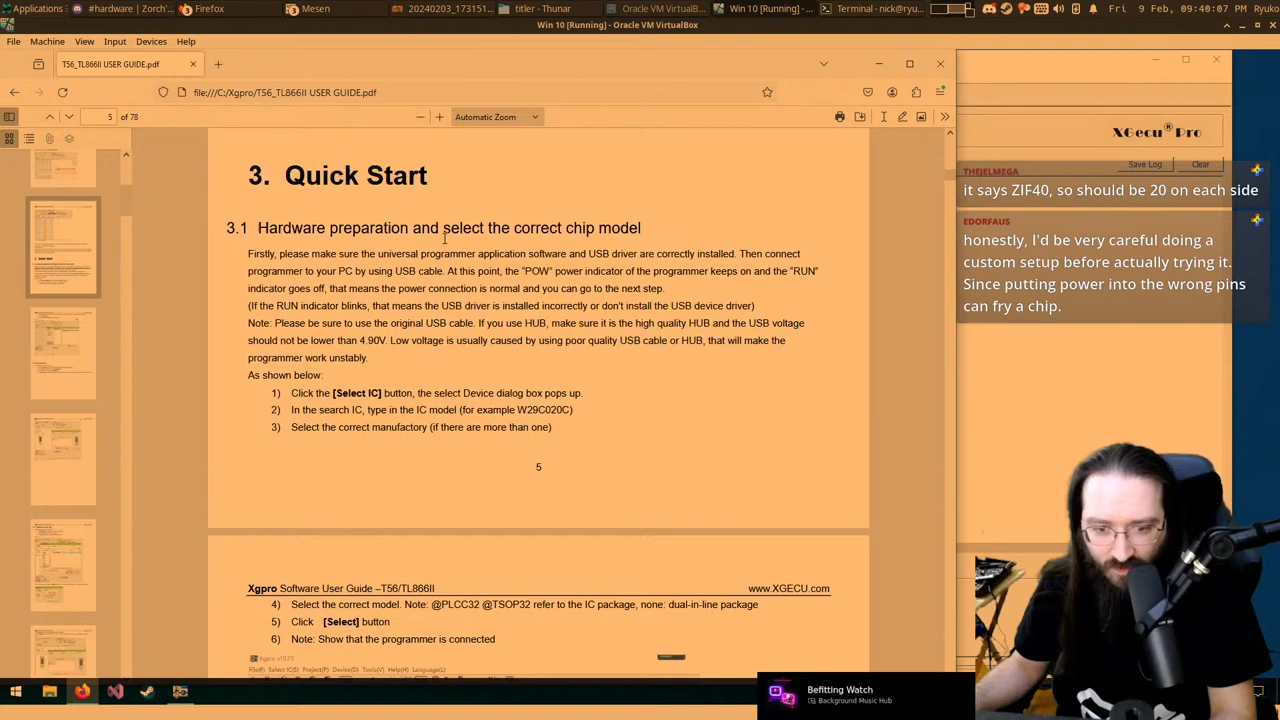 Applications
#hardware | Zorch'...
Firefox
Mesen
20240203_173151...
titler - Thunar
Oracle VM VirtualB...
Win 10 [Running] - ...
Terminal - nick@ryu...
Fri 9 Feb, 09:40:07 Ryuko
Win 10 [Running] - Oracle VM VirtualBox
File Machine View Input Devices Help
T56_TL866II USER GUIDE.pdf
file:///C:/Xgpro/T56_TL866II USER GUIDE.pdf
5 of 78
Automatic Zoom
XGecu® Pro
Save Log Clear
3. Quick Start
3.1 Hardware preparation and select the correct chip model
Firstly, please make sure the universal programmer application software and USB driver are correctly installed. Then connect
programmer to your PC by using USB cable. At this point, the "POW" power indicator of the programmer keeps on and the "RUN"
indicator goes off, that means the power connection is normal and you can go to the next step.
(If the RUN indicator blinks, that means the USB driver is installed incorrectly or don't install the USB device driver)
Note: Please be sure to use the original USB cable. If you use HUB, make sure it is the high quality HUB and the USB voltage
should not be lower than 4.90V. Low voltage is usually caused by using poor quality USB cable or HUB, that will make the
programmer work unstably.
As shown below:
1) Click the [Select IC] button, the select Device dialog box pops up.
2) In the search IC, type in the IC model (for example W29C020C)
3) Select the correct manufactory (if there are more than one)
5
Xgpro Software User Guide –T56/TL866II www.XGECU.com
4) Select the correct model. Note: @PLCC32 @TSOP32 refer to the IC package, none: dual-in-line package
5) Click [Select] button
6) Note: Show that the programmer is connected
Xgpro v10.75
File(F) Select IC(S) Project(P) Device(D) Tools(V) Help(H) Language(L)
THEJELMEGA
it says ZIF40, so should be 20 on each side
EDORFAUS
honestly, I'd be very careful doing a
custom setup before actually trying it.
Since putting power into the wrong pins
can fry a chip.
Befitting Watch
Background Music Hub